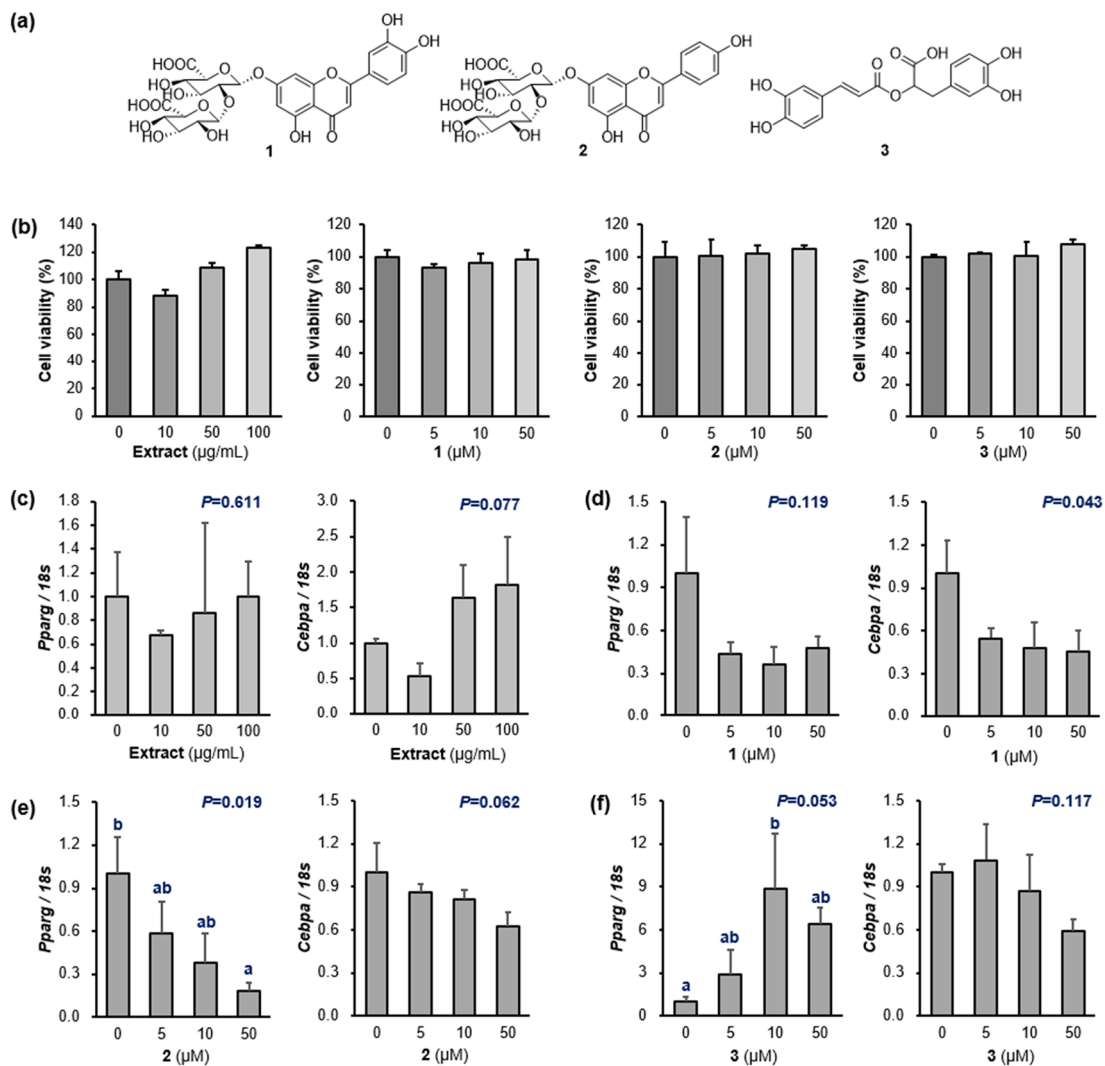 (a)
OH
OH
HOOC
O
HO
HO
O
O
HOOC
O
O
HO
HO
OH
OH
O
1
OH
HOOC
O
HO
HO
O
O
HOOC
O
O
HO
HO
OH
OH
O
2
HO
HO
O
O
O
OH
OH
OH
3
(b)
Cell viability (%)
140
120
100
80
60
40
20
0
0 10 50 100
Extract (μg/mL)
Cell viability (%)
120
100
80
60
40
20
0
0 5 10 50
1 (μM)
Cell viability (%)
120
100
80
60
40
20
0
0 5 10 50
2 (μM)
Cell viability (%)
120
100
80
60
40
20
0
0 5 10 50
3 (μM)
(c)
P=0.611
Pparg / 18s
1.8
1.6
1.4
1.2
1.0
0.8
0.6
0.4
0.2
0.0
0 10 50 100
Extract (μg/mL)
P=0.077
Cebpa / 18s
3.0
2.5
2.0
1.5
1.0
0.5
0.0
0 10 50 100
Extract (μg/mL)
(d)
P=0.119
Pparg / 18s
1.5
1.2
0.9
0.6
0.3
0.0
0 5 10 50
1 (μM)
P=0.043
Cebpa / 18s
1.5
1.2
0.9
0.6
0.3
0.0
0 5 10 50
1 (μM)
(e)
P=0.019
Pparg / 18s
1.5
1.2
0.9
0.6
0.3
0.0
b
ab
ab
a
0 5 10 50
2 (μM)
P=0.062
Cebpa / 18s
1.5
1.2
0.9
0.6
0.3
0.0
0 5 10 50
2 (μM)
(f)
P=0.053
Pparg / 18s
15
12
9
6
3
0
a
ab
b
ab
0 5 10 50
3 (μM)
P=0.117
Cebpa / 18s
1.5
1.2
0.9
0.6
0.3
0.0
0 5 10 50
3 (μM)